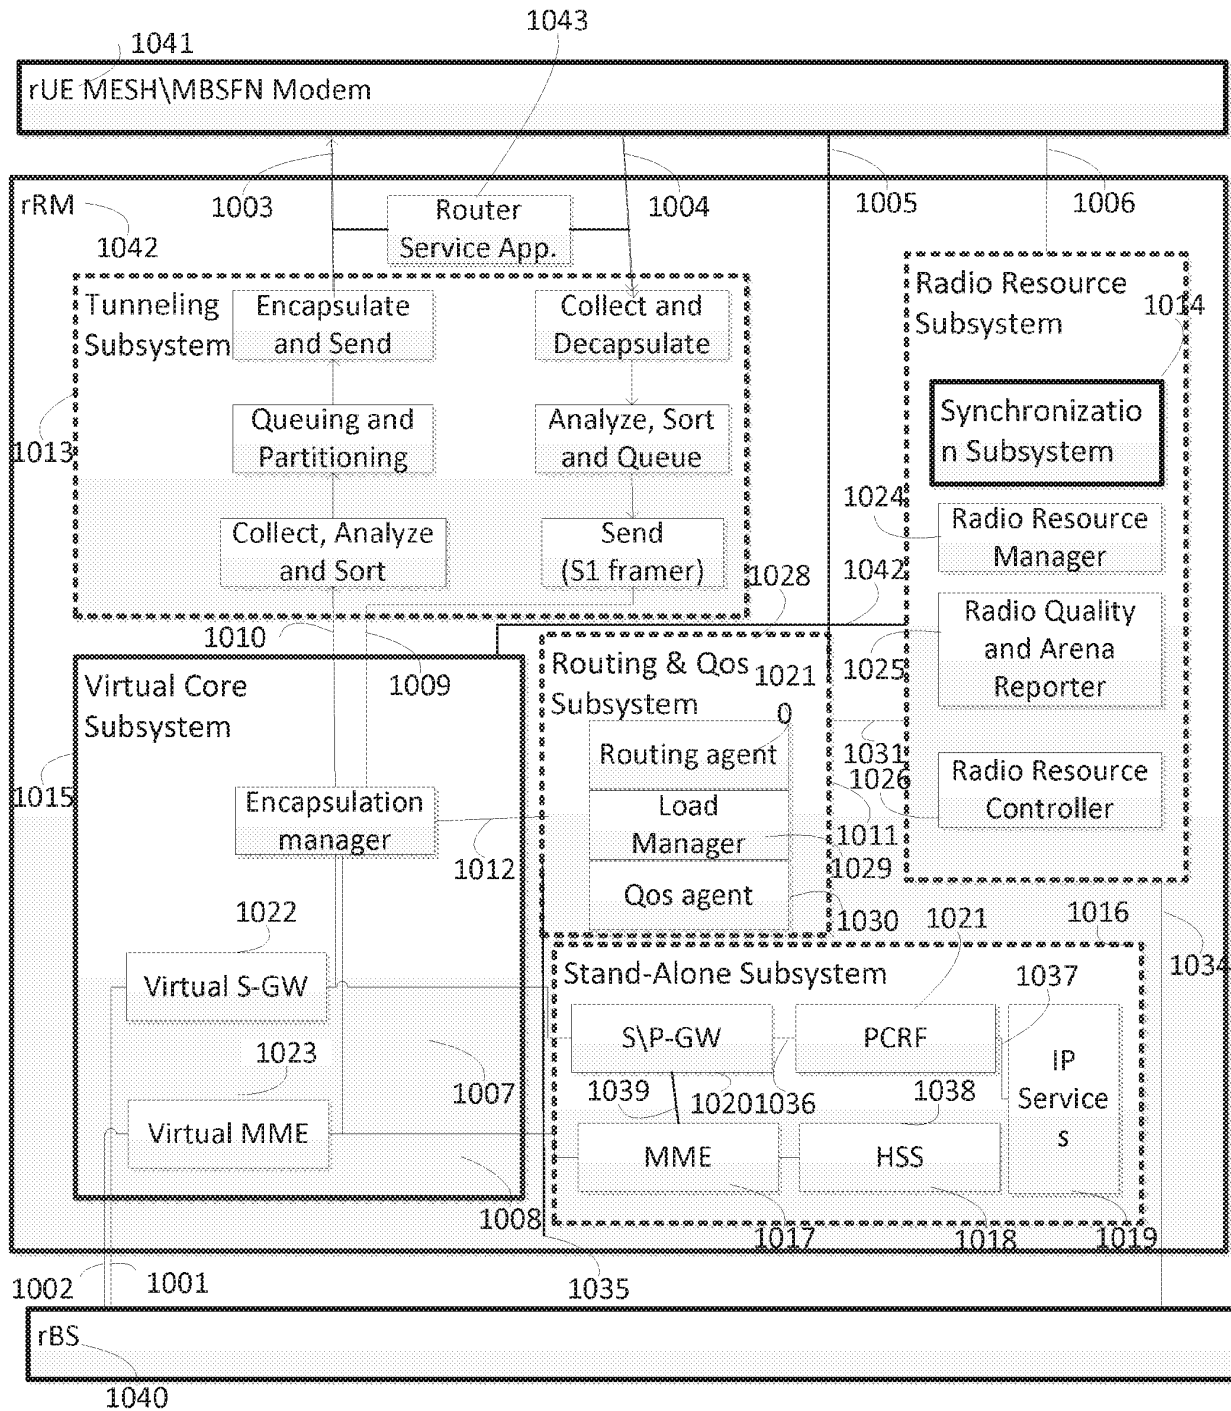 1043
1041
rUE MESH\MBSFN Modem
1003
1004
1005
1006
rRM
1042
Router
Service App.
Tunneling
Subsystem
Encapsulate
and Send
Collect and
Decapsulate
Radio Resource
Subsystem
1014
Queuing and
Partitioning
Analyze, Sort
and Queue
Synchronizatio
n Subsystem
1013
Collect, Analyze
and Sort
Send
(S1 framer)
1024
Radio Resource
Manager
1028
1042
1010
1009
Radio Quality
and Arena
Reporter
1025
Virtual Core
Subsystem
Routing & Qos
Subsystem
1021
0
Routing agent
1031
1026
Radio Resource
Controller
1015
Encapsulation
manager
Load
Manager
1011
1012
1029
Qos agent
1030
1022
1021
1016
1034
Virtual S-GW
Stand-Alone Subsystem
1037
S\P-GW
PCRF
IP
Service
s
1023
1007
1039
1020
1036
1038
Virtual MME
MME
HSS
1008
1017
1018
1019
1002
1001
1035
rBS
1040